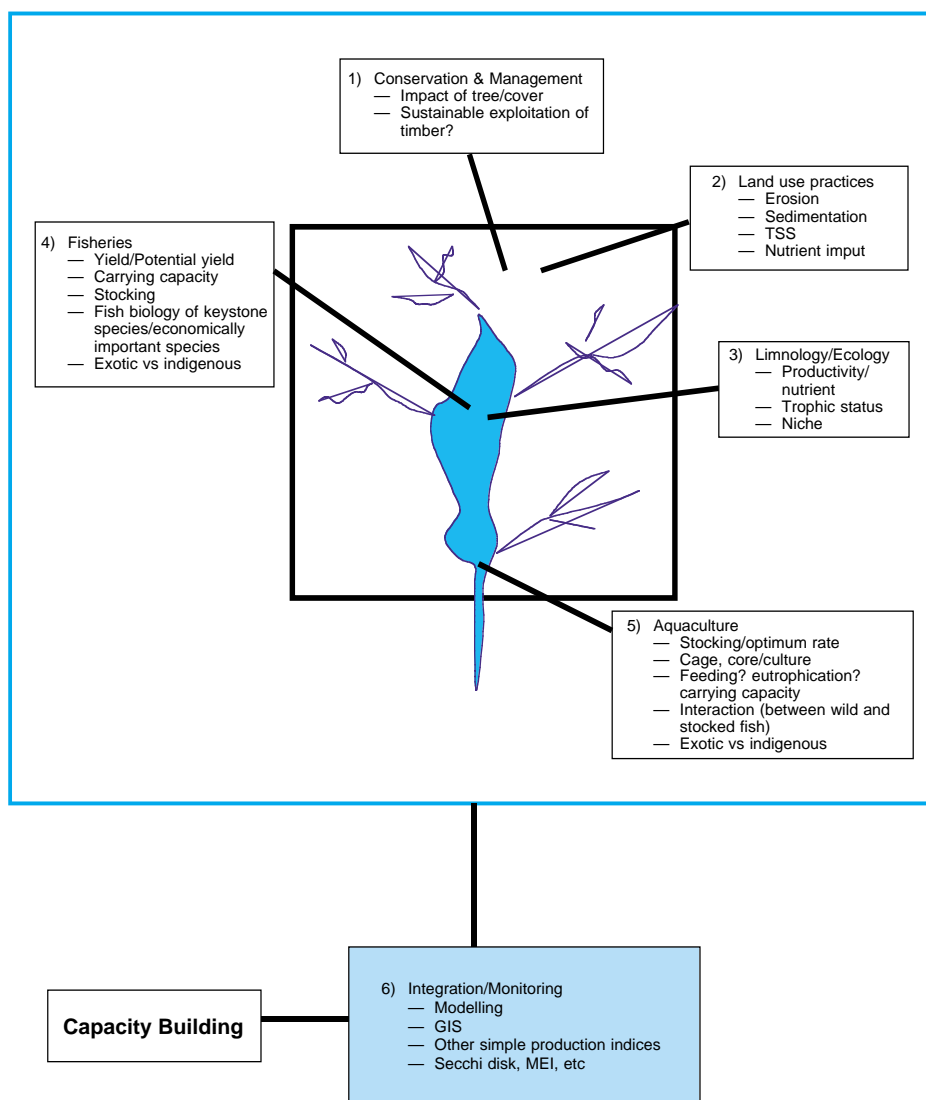 1) Conservation & Management
— Impact of tree/cover
— Sustainable exploitation of
timber?
2) Land use practices
— Erosion
— Sedimentation
— TSS
— Nutrient imput
4) Fisheries
— Yield/Potential yield
— Carrying capacity
— Stocking
— Fish biology of keystone
species/economically
important species
— Exotic vs indigenous
3) Limnology/Ecology
— Productivity/
nutrient
— Trophic status
— Niche
5) Aquaculture
— Stocking/optimum rate
— Cage, core/culture
— Feeding? eutrophication?
carrying capacity
— Interaction (between wild and
stocked fish)
— Exotic vs indigenous
6) Integration/Monitoring
— Modelling
— GIS
— Other simple production indices
— Secchi disk, MEI, etc
Capacity Building